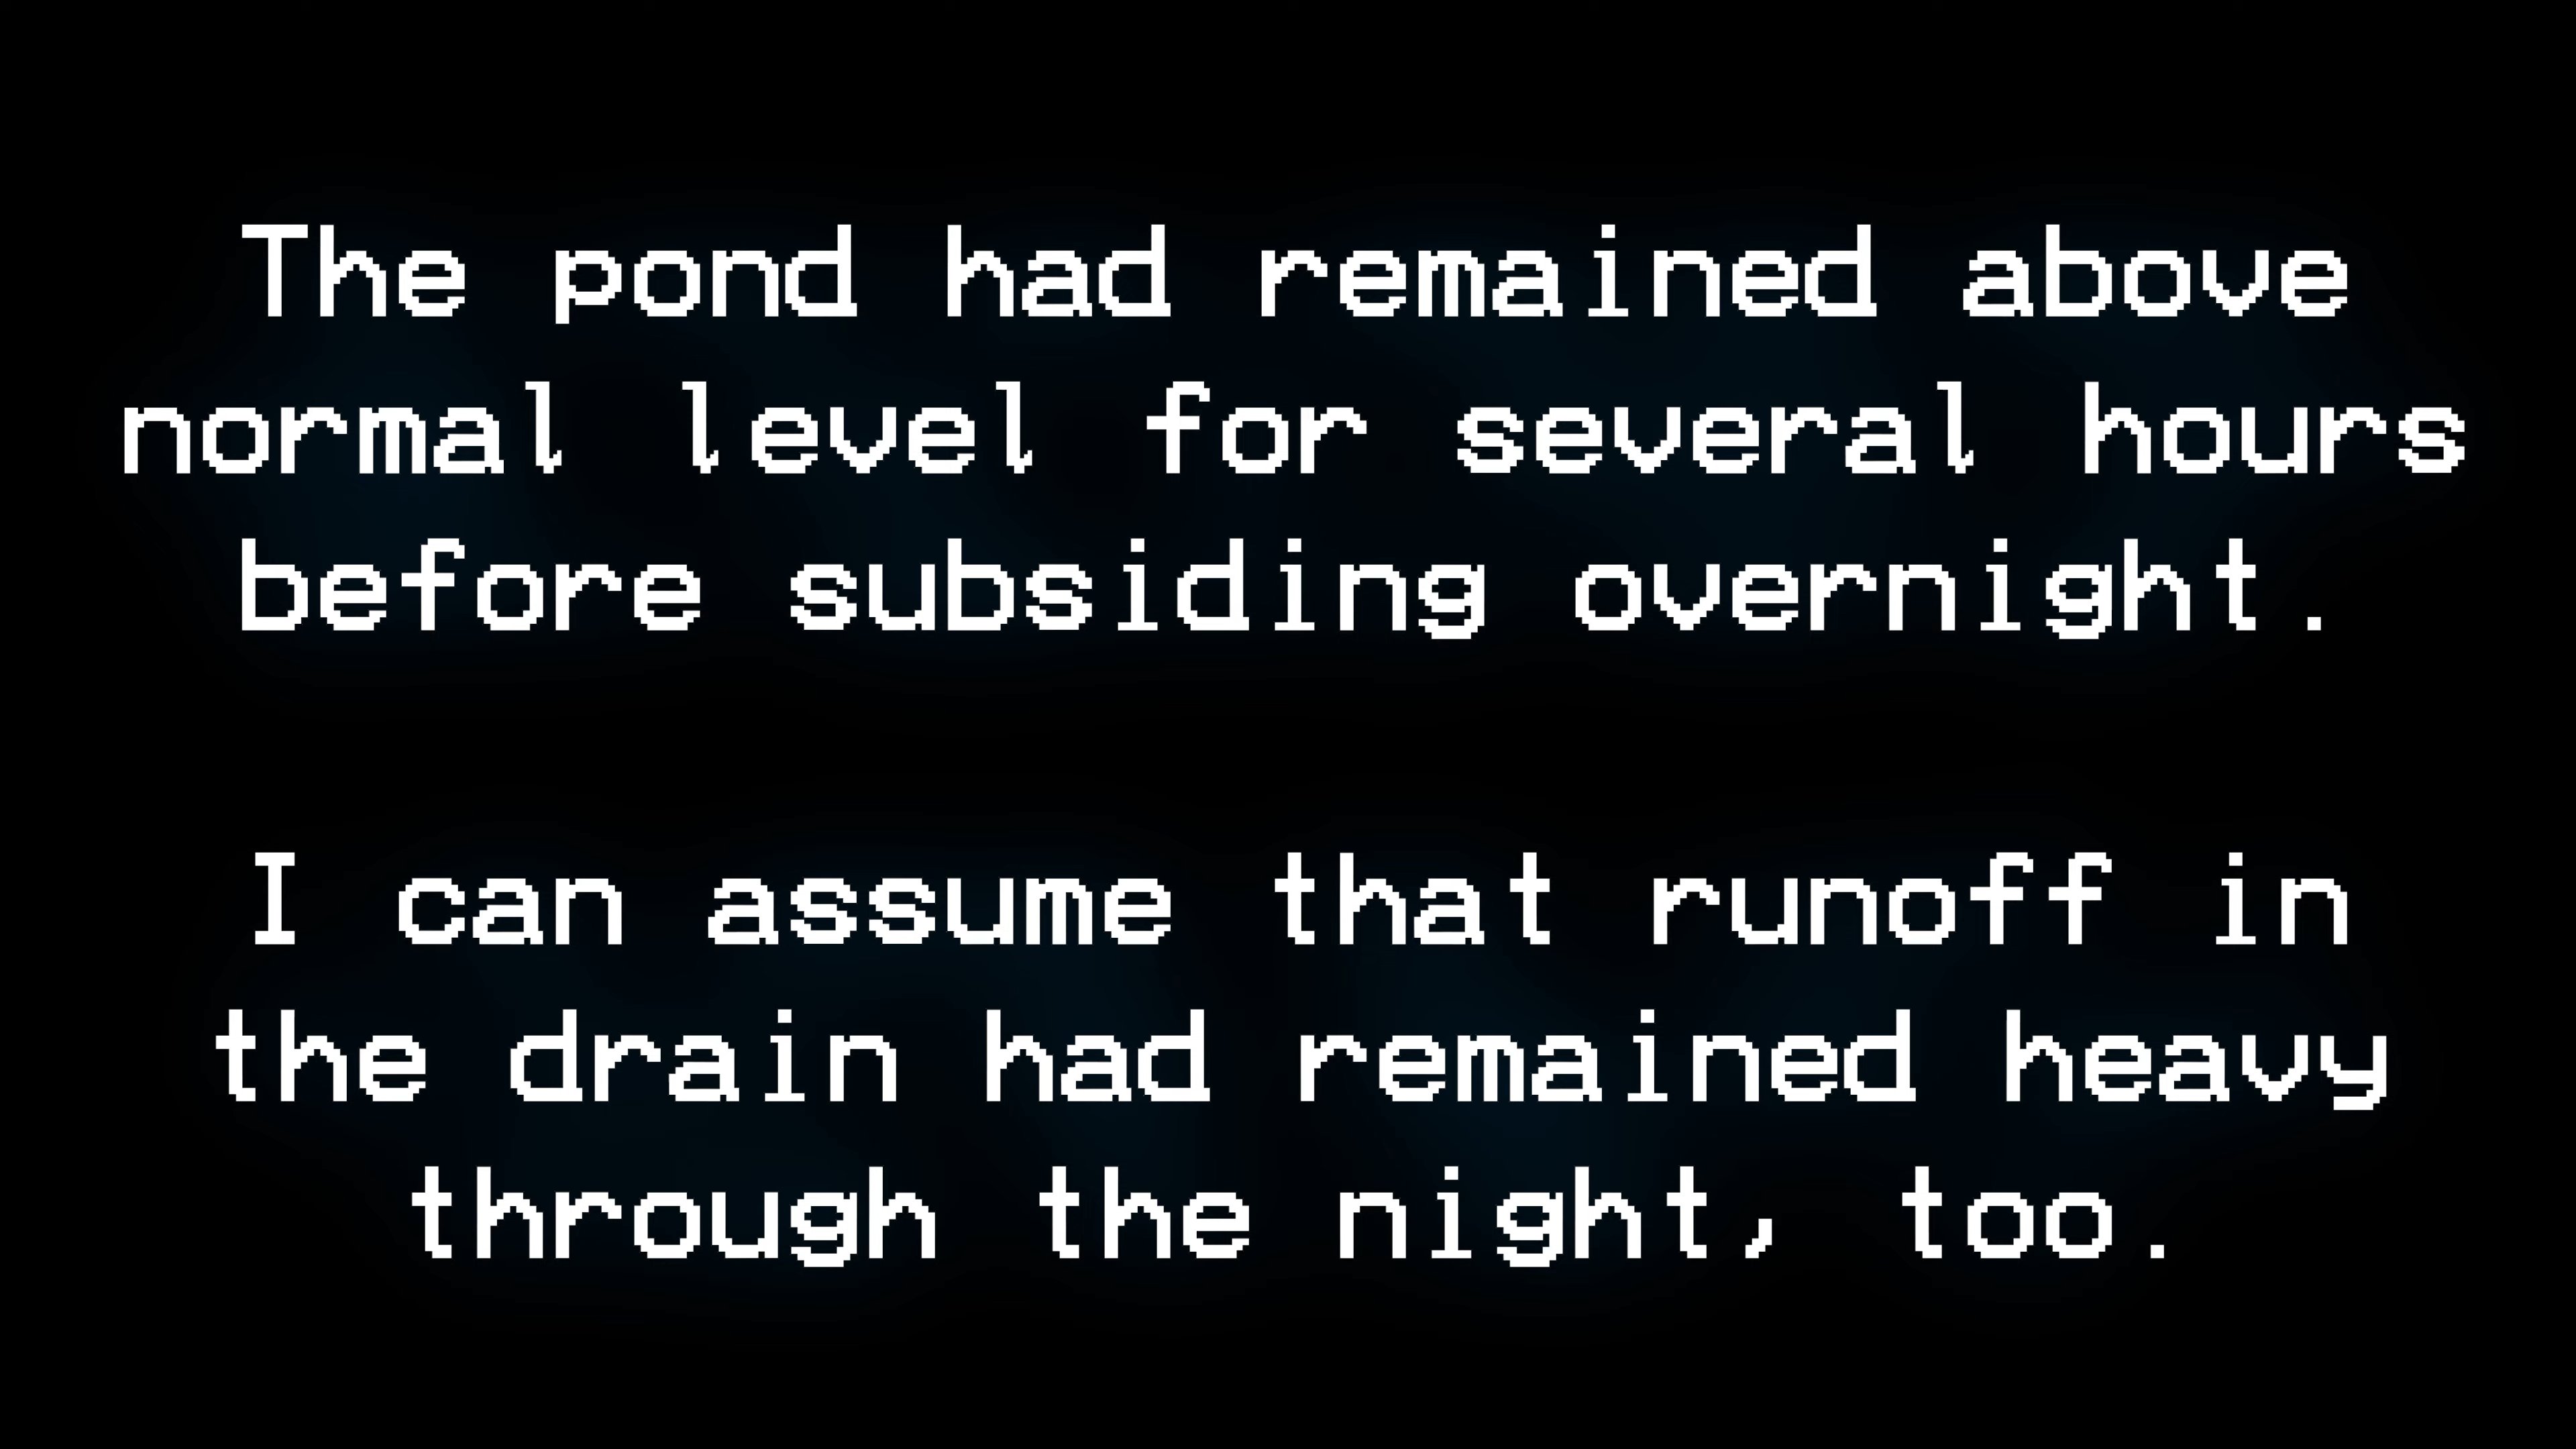 The pond had remained above
normal level for several hours
before subsiding overnight.
I can assume that runoff in
the drain had remained heavy
through the night, too.